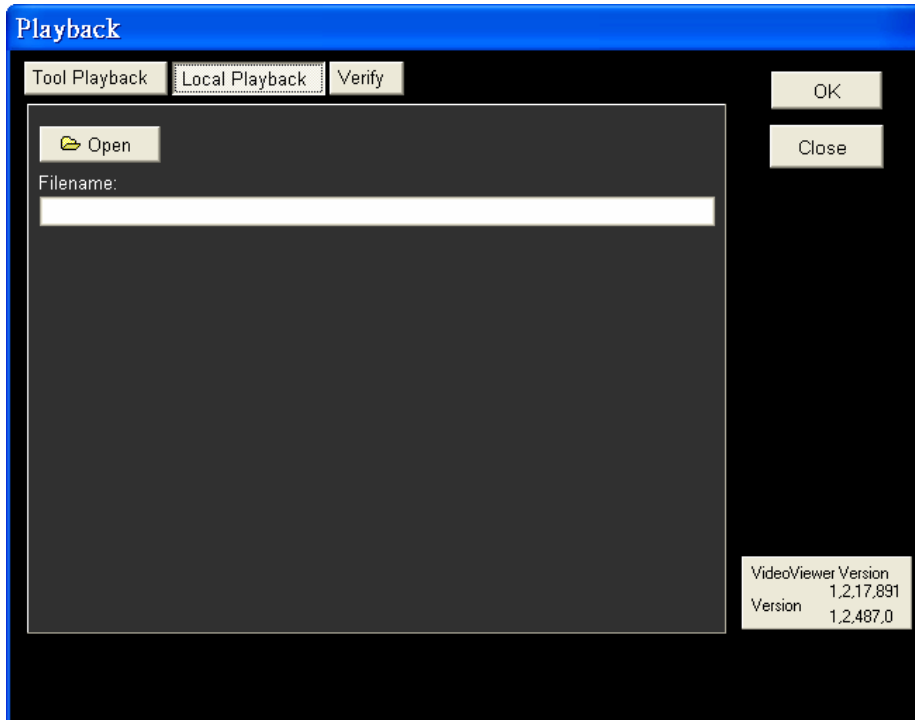 Playback
Tool Playback
Local Playback
Verify
OK
Open
Close
Filename:
VideoViewer Version
1,2,17,891
Version
1,2,487,0